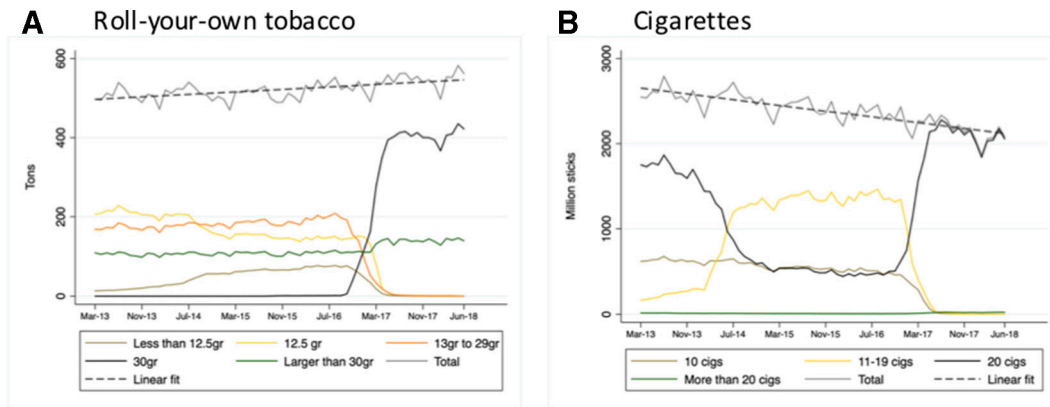 A Roll-your-own tobacco
600
400
200
0
Tons
Mar-13 Nov-13 Jul-14 Mar-15 Nov-15 Jul-16 Mar-17 Nov-17 Jun-18
Less than 12.5gr 12.5 gr 13gr to 29gr
30gr Larger than 30gr Total
Linear fit
B Cigarettes
3000
2000
1000
0
Million sticks
Mar-13 Nov-13 Jul-14 Mar-15 Nov-15 Jul-16 Mar-17 Nov-17 Jun-18
10 cigs 11-19 cigs 20 cigs
More than 20 cigs Total Linear fit